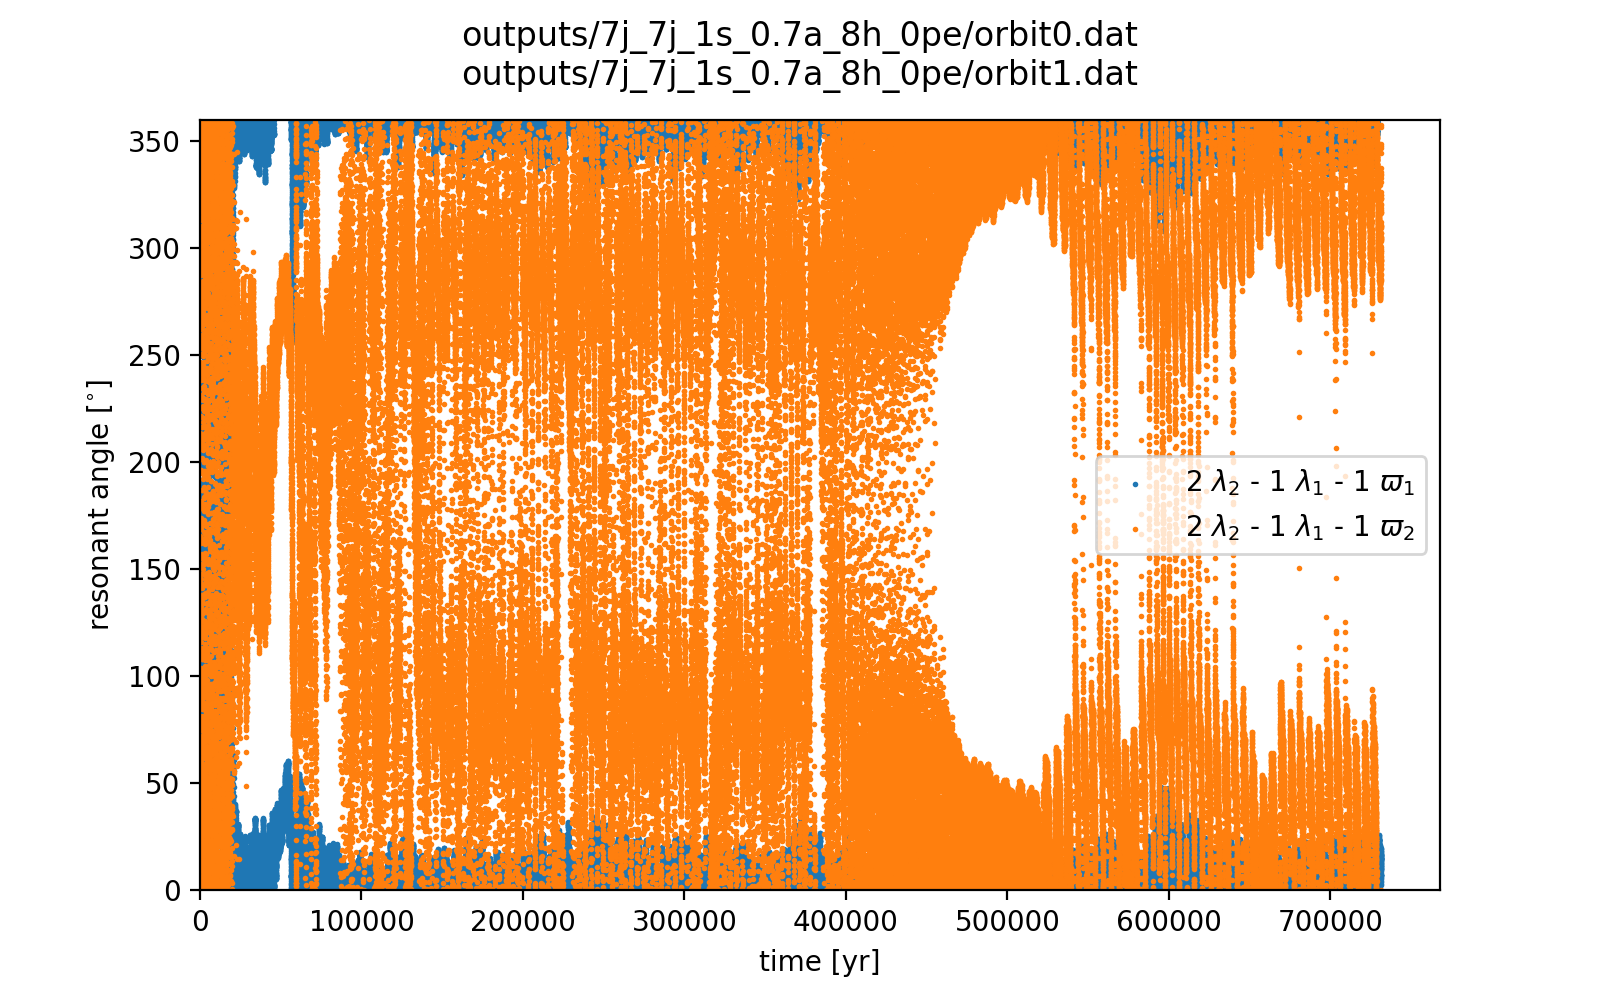 outputs/7j_7j_1s_0.7a_8h_0pe/orbit0.dat
outputs/7j_7j_1s_0.7a_8h_0pe/orbit1.dat
350
300
250
200
150
100
50
0
resonant angle [°]
2 λ₂ - 1 λ₁ - 1 ϖ₁
2 λ₂ - 1 λ₁ - 1 ϖ₂
0 100000 200000 300000 400000 500000 600000 700000
time [yr]